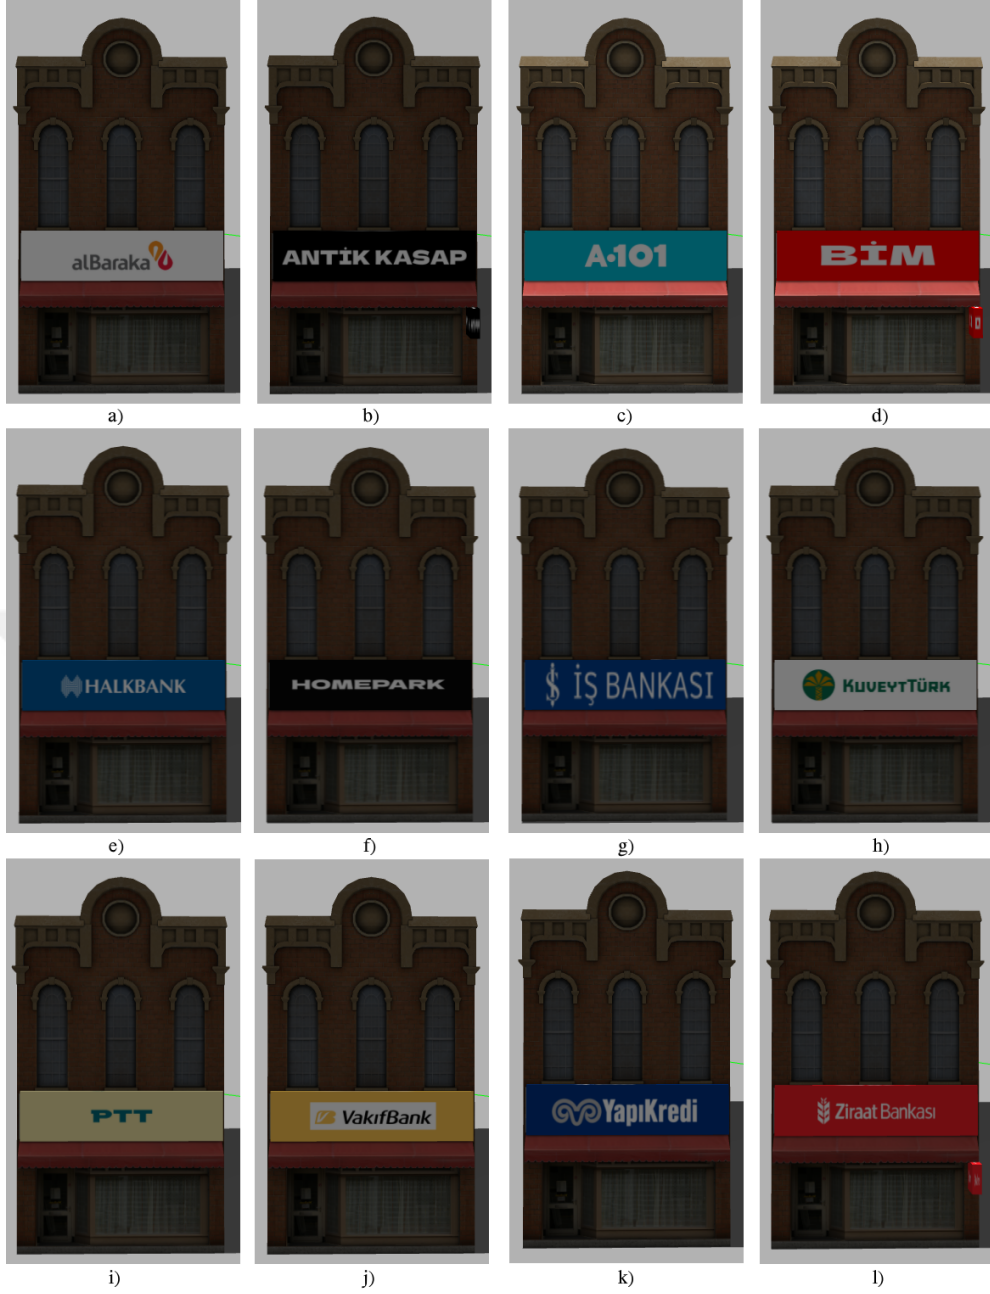 alBaraka
ANTİK KASAP
A101
BİM
a)
b)
c)
d)
HALKBANK
HOMEPARK
İŞ BANKASI
KUVEYTTÜRK
e)
f)
g)
h)
PTT
VakıfBank
YapıKredi
Ziraat Bankası
i)
j)
k)
l)